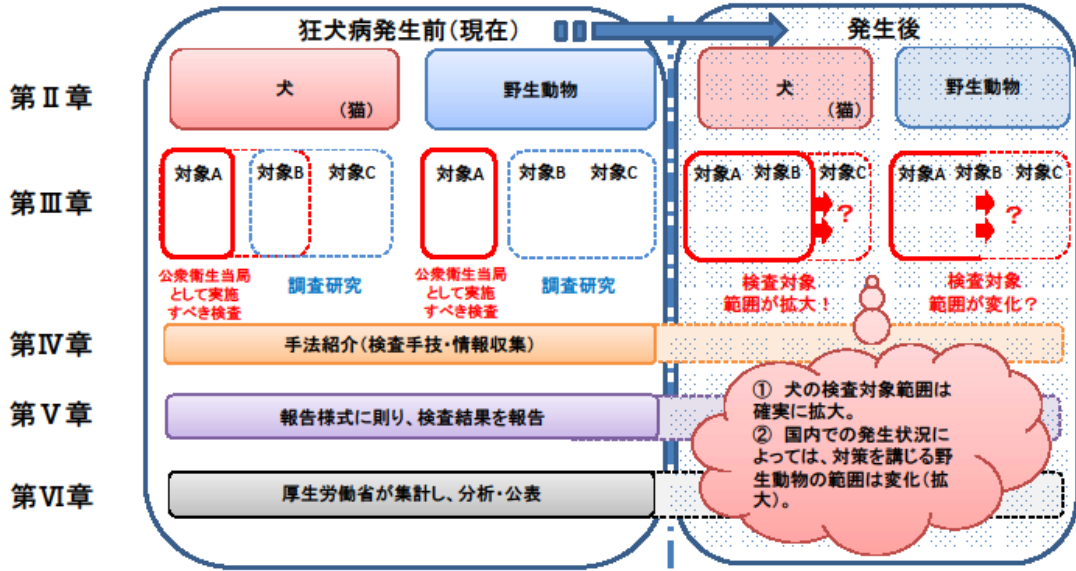 狂犬病発生前(現在)
発生後
第Ⅱ章
犬
(猫)
野生動物
犬
(猫)
野生動物
第Ⅲ章
対象A
対象B
対象C
対象A
対象B
対象C
対象A
対象B
対象C
対象A
対象B
対象C
?
?
公衆衛生当局
として実施
すべき検査
調査研究
公衆衛生当局
として実施
すべき検査
調査研究
検査対象
範囲が拡大!
検査対象
範囲が変化?
第Ⅳ章
手法紹介(検査手技・情報収集)
第Ⅴ章
報告様式に則り、検査結果を報告
第Ⅵ章
厚生労働省が集計し、分析・公表
① 犬の検査対象範囲は
確実に拡大。
② 国内での発生状況に
よっては、対策を講じる野
生動物の範囲は変化(拡
大)。